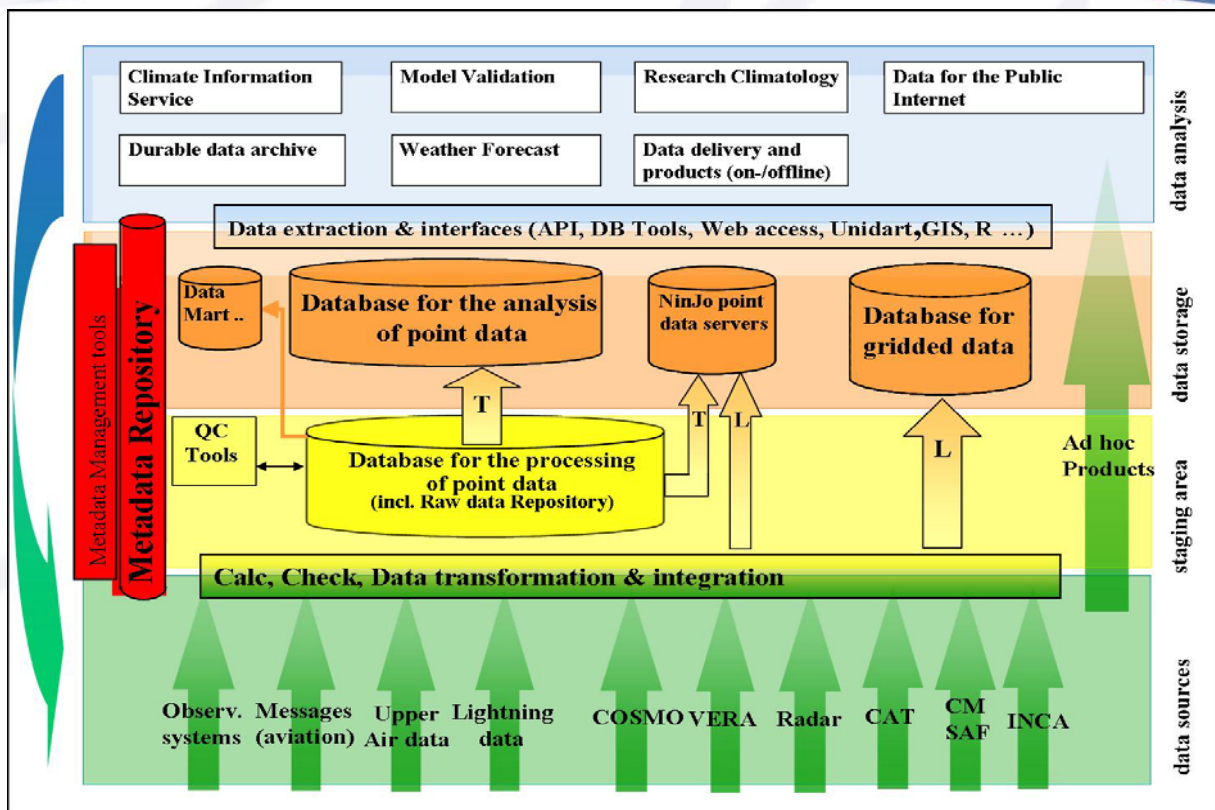 Climate Information
Service
Model Validation
Research Climatology
Data for the Public
Internet
Durable data archive
Weather Forecast
Data delivery and
products (on-/offline)
data analysis
Data extraction & interfaces (API, DB Tools, Web access, Unidart,GIS, R ...)
Metadata Management tools
Metadata Repository
Data
Mart ..
Database for the analysis
of point data
NinJo point
data servers
Database for
gridded data
data storage
T
T
L
L
QC
Tools
Database for the processing
of point data
(incl. Raw data Repository)
Ad hoc
Products
staging area
Calc, Check, Data transformation & integration
Observ.
systems
Messages
(aviation)
Upper
Air data
Lightning
data
COSMO
VERA
Radar
CAT
CM
SAF
INCA
data sources